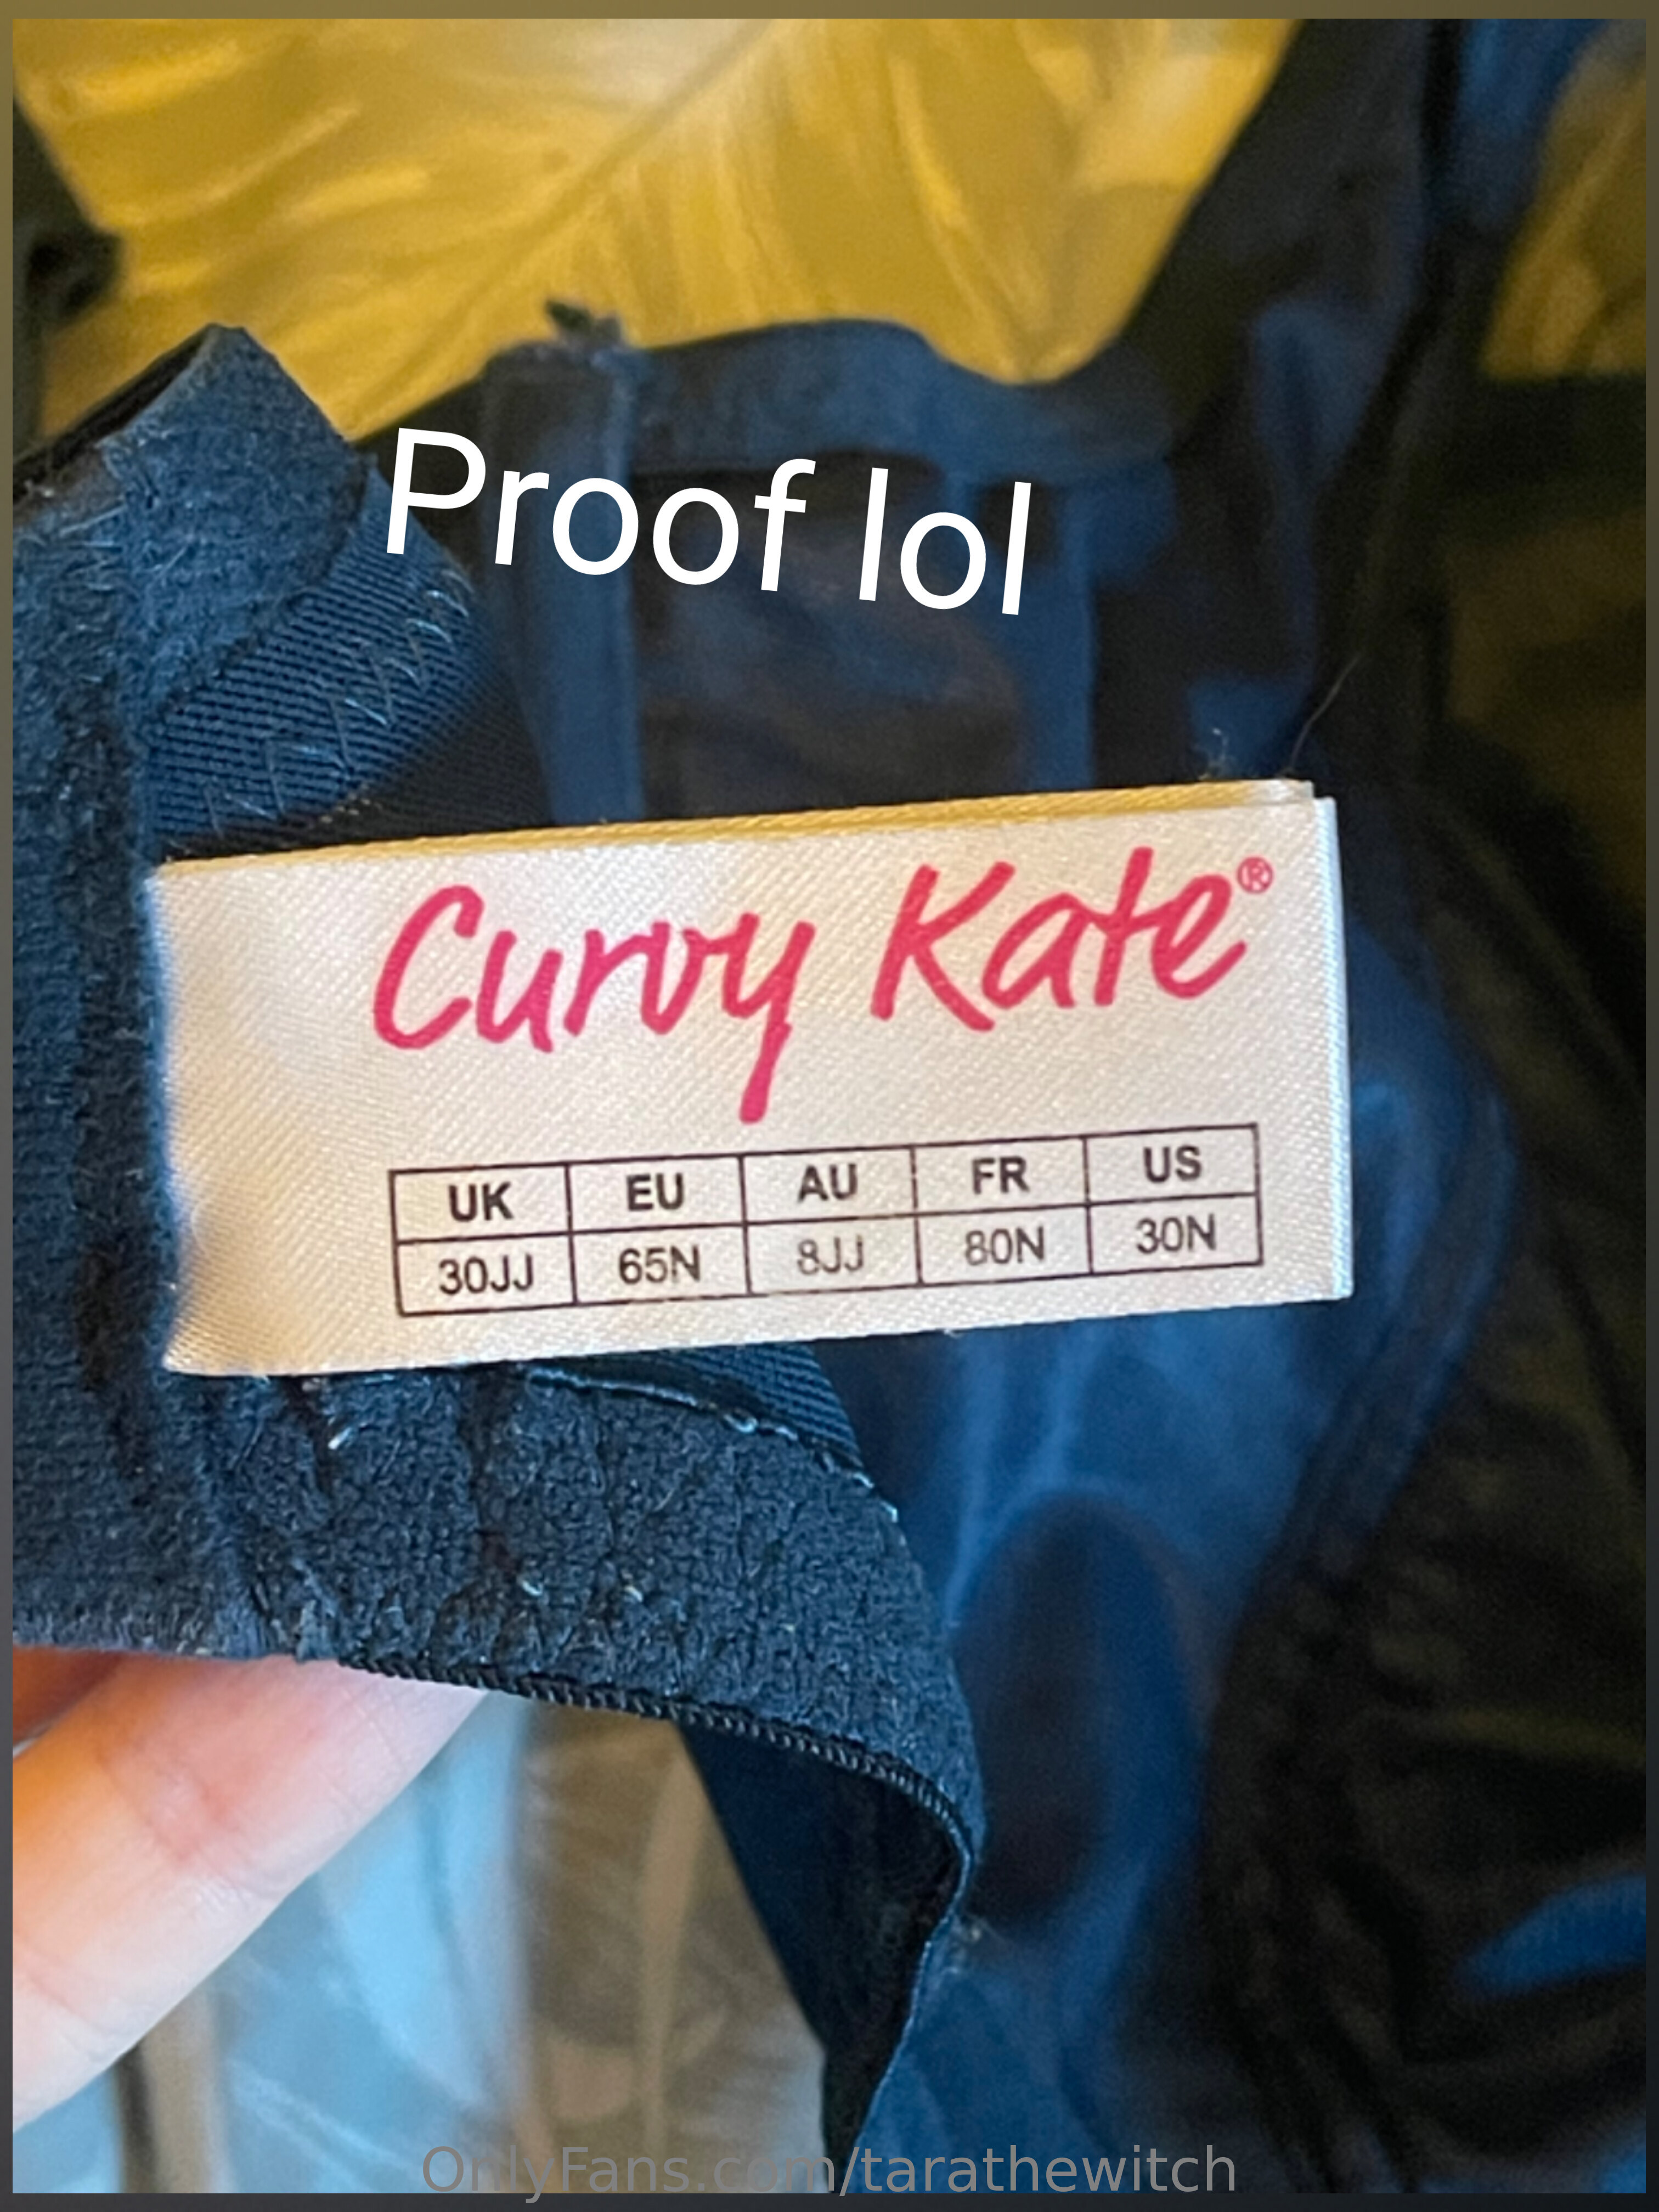 Proof lol
Curvy Kate®
UK EU AU FR US
30JJ 65N 8JJ 80N 30N
OnlyFans.com/tarathewitch